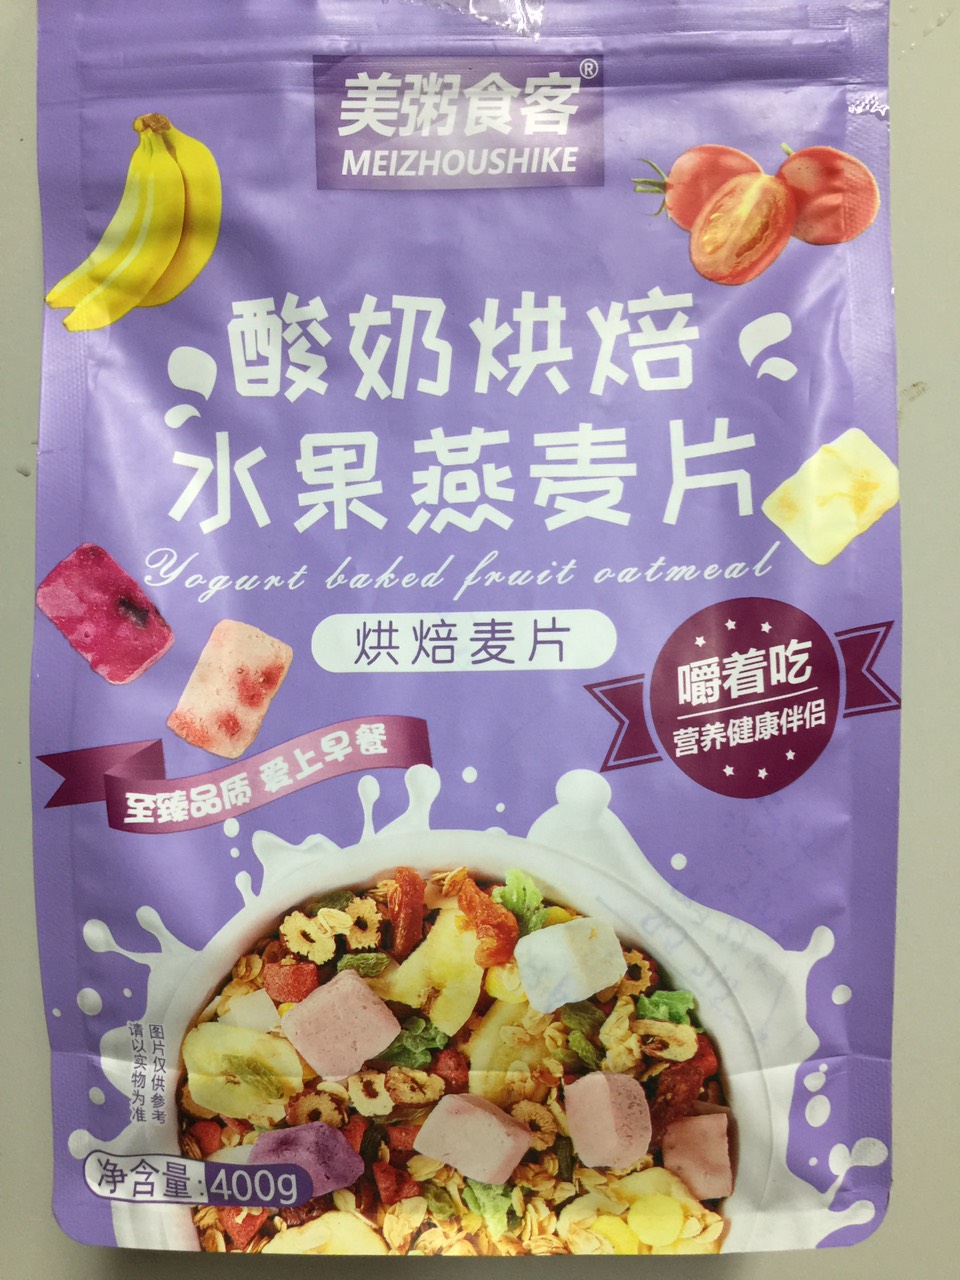 美粥食客®
MEIZHOUSHIKE
酸奶烘焙
水果燕麦片
Yogurt baked fruit oatmeal
烘焙麦片
嚼着吃
营养健康伴侣
至臻品质 爱上早餐
图片仅供参考
请以实物为准
净含量:400g